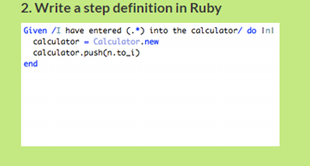 2. Write a step definition in Ruby
Given /I have entered (.*) into the calculator/ do |n|
calculator = Calculator.new
calculator.push(n.to_i)
end